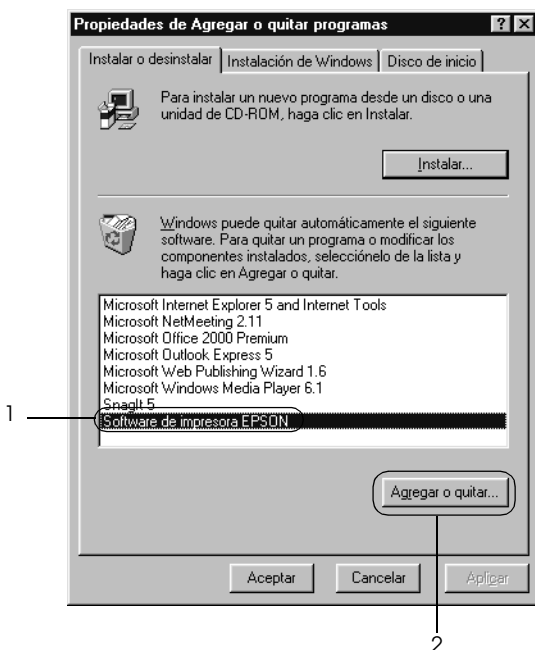 Propiedades de Agregar o quitar programas
Instalar o desinstalar
Instalación de Windows
Disco de inicio
Para instalar un nuevo programa desde un disco o una
unidad de CD-ROM, haga clic en Instalar.
Instalar...
Windows puede quitar automáticamente el siguiente
software. Para quitar un programa o modificar los
componentes instalados, selecciónelo de la lista y
haga clic en Agregar o quitar.
Microsoft Internet Explorer 5 and Internet Tools
Microsoft NetMeeting 2.11
Microsoft Office 2000 Premium
Microsoft Outlook Express 5
Microsoft Web Publishing Wizard 1.6
Microsoft Windows Media Player 6.1
SnagIt 5
1
Software de impresora EPSON
Agregar o quitar...
Aceptar
Cancelar
Aplicar
2